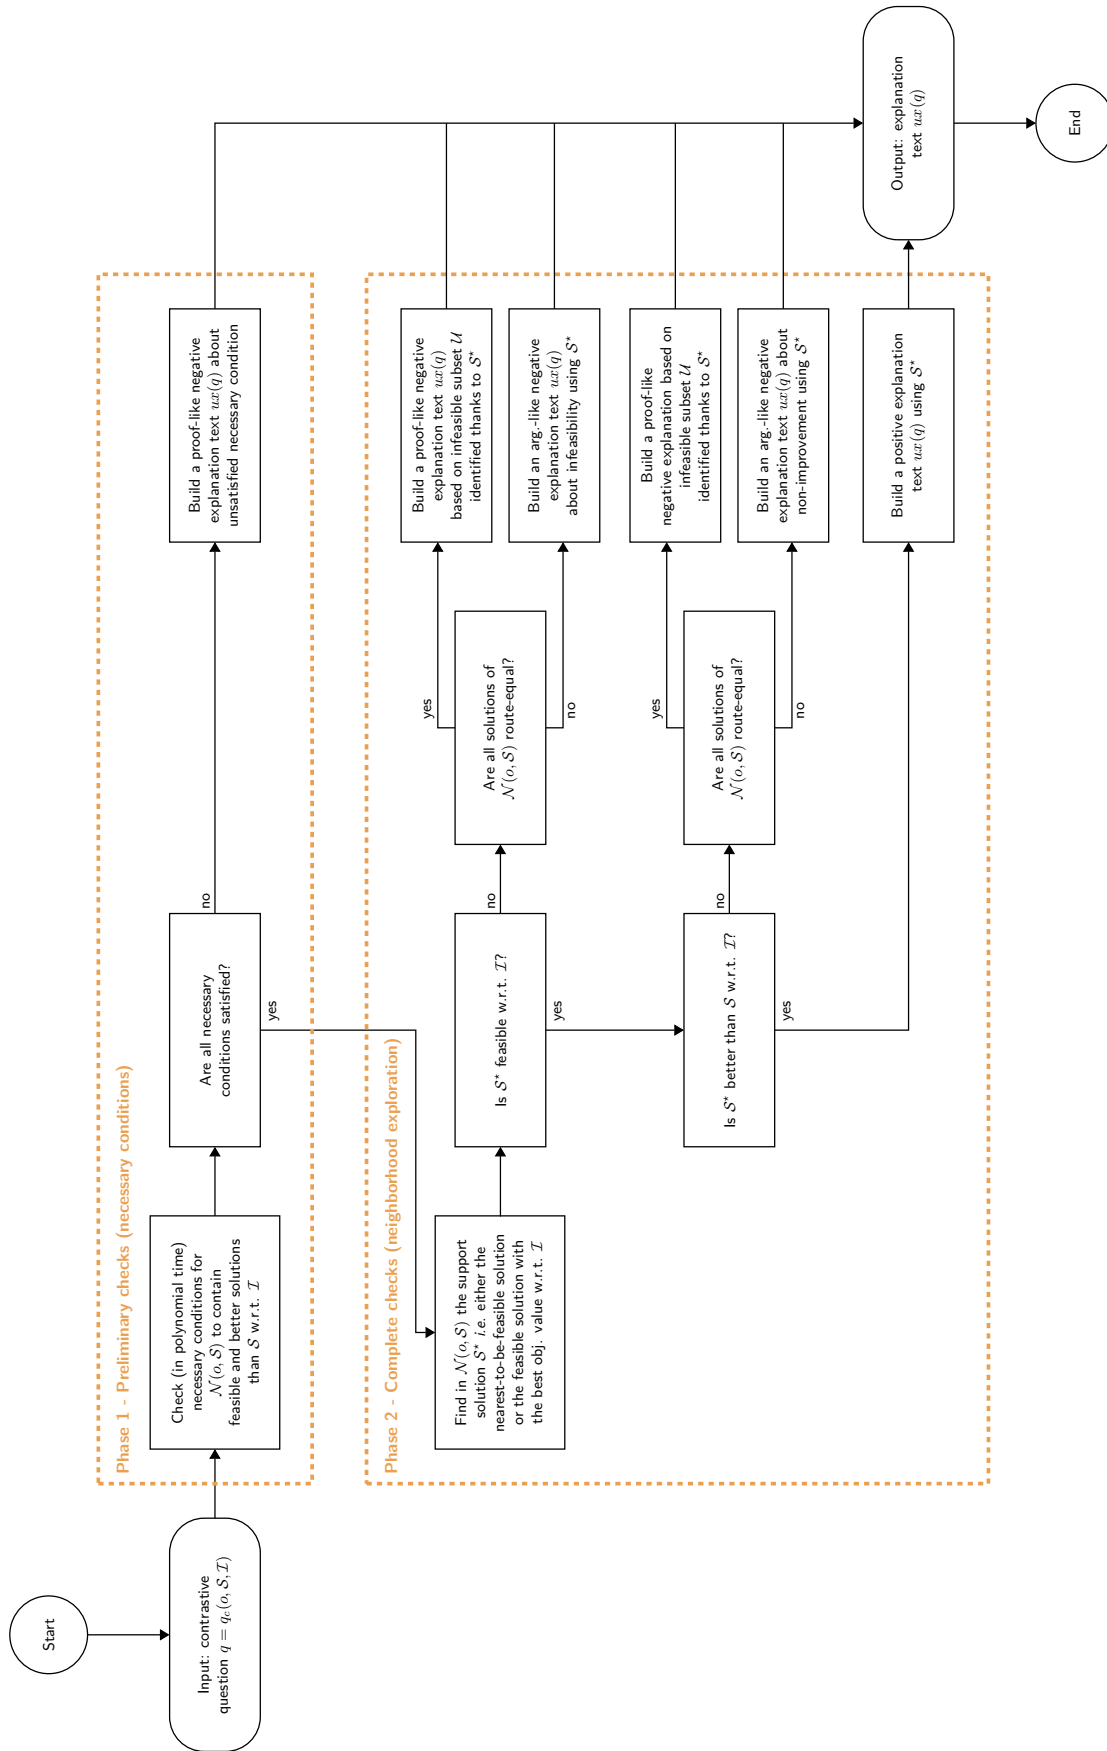 Start
Input: contrastive
question q = q_c(o, S, I)
Phase 1 - Preliminary checks (necessary conditions)
Check (in polynomial time)
necessary conditions for
N(o, S) to contain
feasible and better solutions
than S w.r.t. I
Are all necessary
conditions satisfied?
no
yes
Build a proof-like negative
explanation text ux(q) about
unsatisfied necessary condition
Phase 2 - Complete checks (neighborhood exploration)
Find in N(o, S) the support
solution S* i.e. either the
nearest-to-be-feasible solution
or the feasible solution with
the best obj. value w.r.t. I
Is S* feasible w.r.t. I?
no
yes
Are all solutions of
N(o, S) route-equal?
yes
no
Build a proof-like negative
explanation text ux(q)
based on infeasible subset U
identified thanks to S*
Build an arg.-like negative
explanation text ux(q)
about infeasibility using S*
Is S* better than S w.r.t. I?
no
yes
Are all solutions of
N(o, S) route-equal?
yes
no
Build a proof-like
negative explanation based on
infeasible subset U
identified thanks to S*
Build an arg.-like negative
explanation text ux(q) about
non-improvement using S*
Build a positive explanation
text ux(q) using S*
Output: explanation
text ux(q)
End